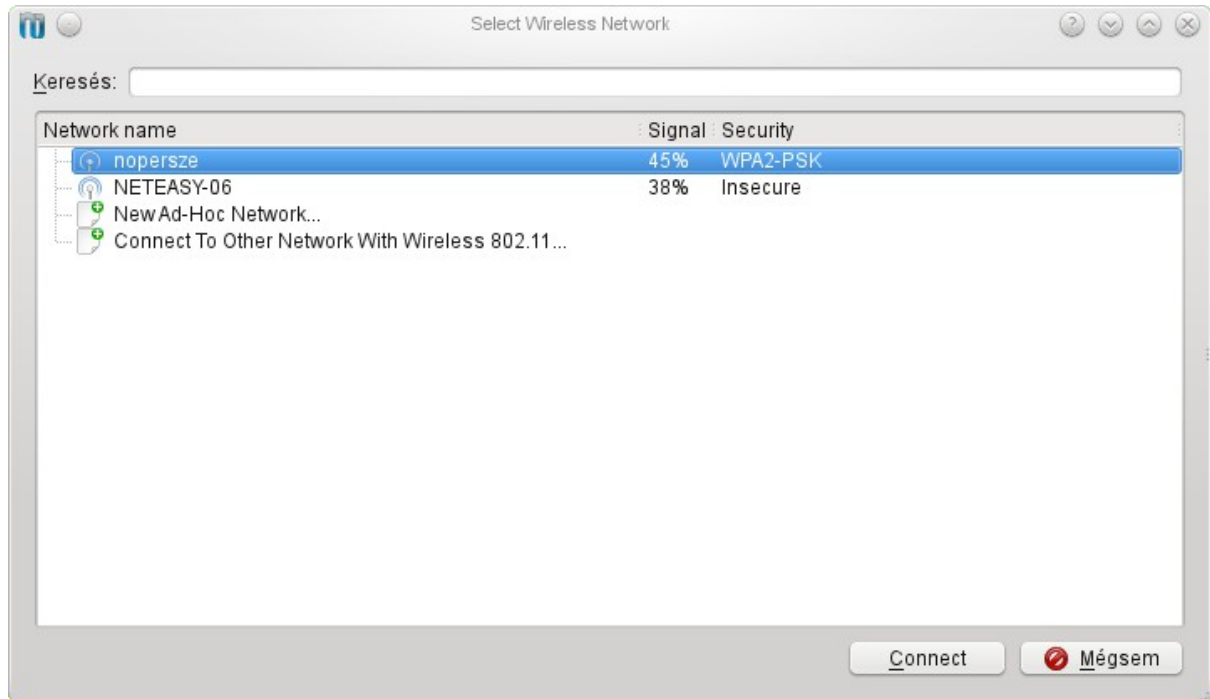 Select Wireless Network
Keresés:
Network name Signal Security
nopersze 45% WPA2-PSK
NETEASY-06 38% Insecure
New Ad-Hoc Network...
Connect To Other Network With Wireless 802.11...
Connect Mégsem